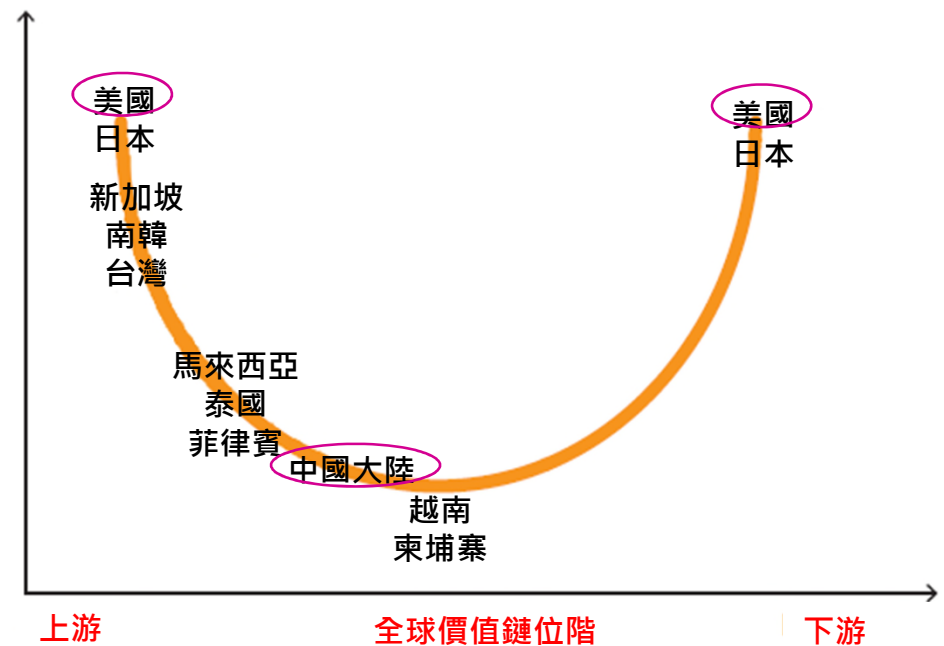 美國
日本
新加坡
南韓
台灣
馬來西亞
泰國
菲律賓
中國大陸
越南
柬埔寨
美國
日本
上游
全球價值鏈位階
下游